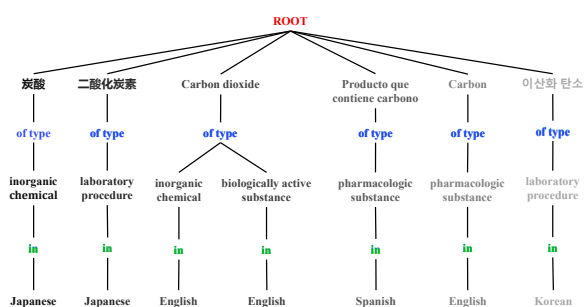 ROOT
炭酸 二酸化炭素 Carbon dioxide Producto que Carbon 이산화 탄소
contiene carbono
of type of type of type of type of type of type
inorganic laboratory inorganic biologically active pharmacologic pharmacologic laboratory
chemical procedure chemical substance substance substance procedure
in in in in in in in
Japanese Japanese English English Spanish English Korean